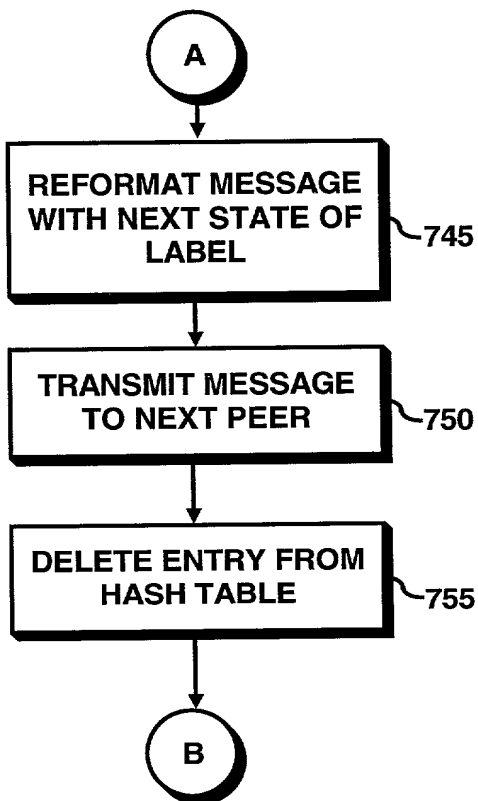 A
REFORMAT MESSAGE
WITH NEXT STATE OF
LABEL
745
TRANSMIT MESSAGE
TO NEXT PEER
750
DELETE ENTRY FROM
HASH TABLE
755
B